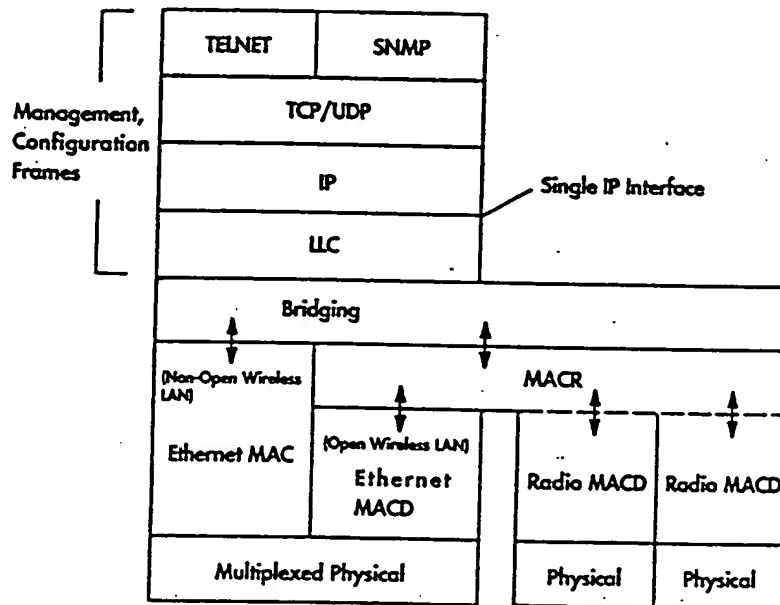 TELNET
SNMP
Management,
Configuration
Frames
TCP/UDP
IP
Single IP Interface
LLC
Bridging
(Non-Open Wireless
LAN)
MACR
Ethernet MAC
(Open Wireless LAN)
Ethernet
MACD
Radio MACD
Radio MACD
Multiplexed Physical
Physical
Physical